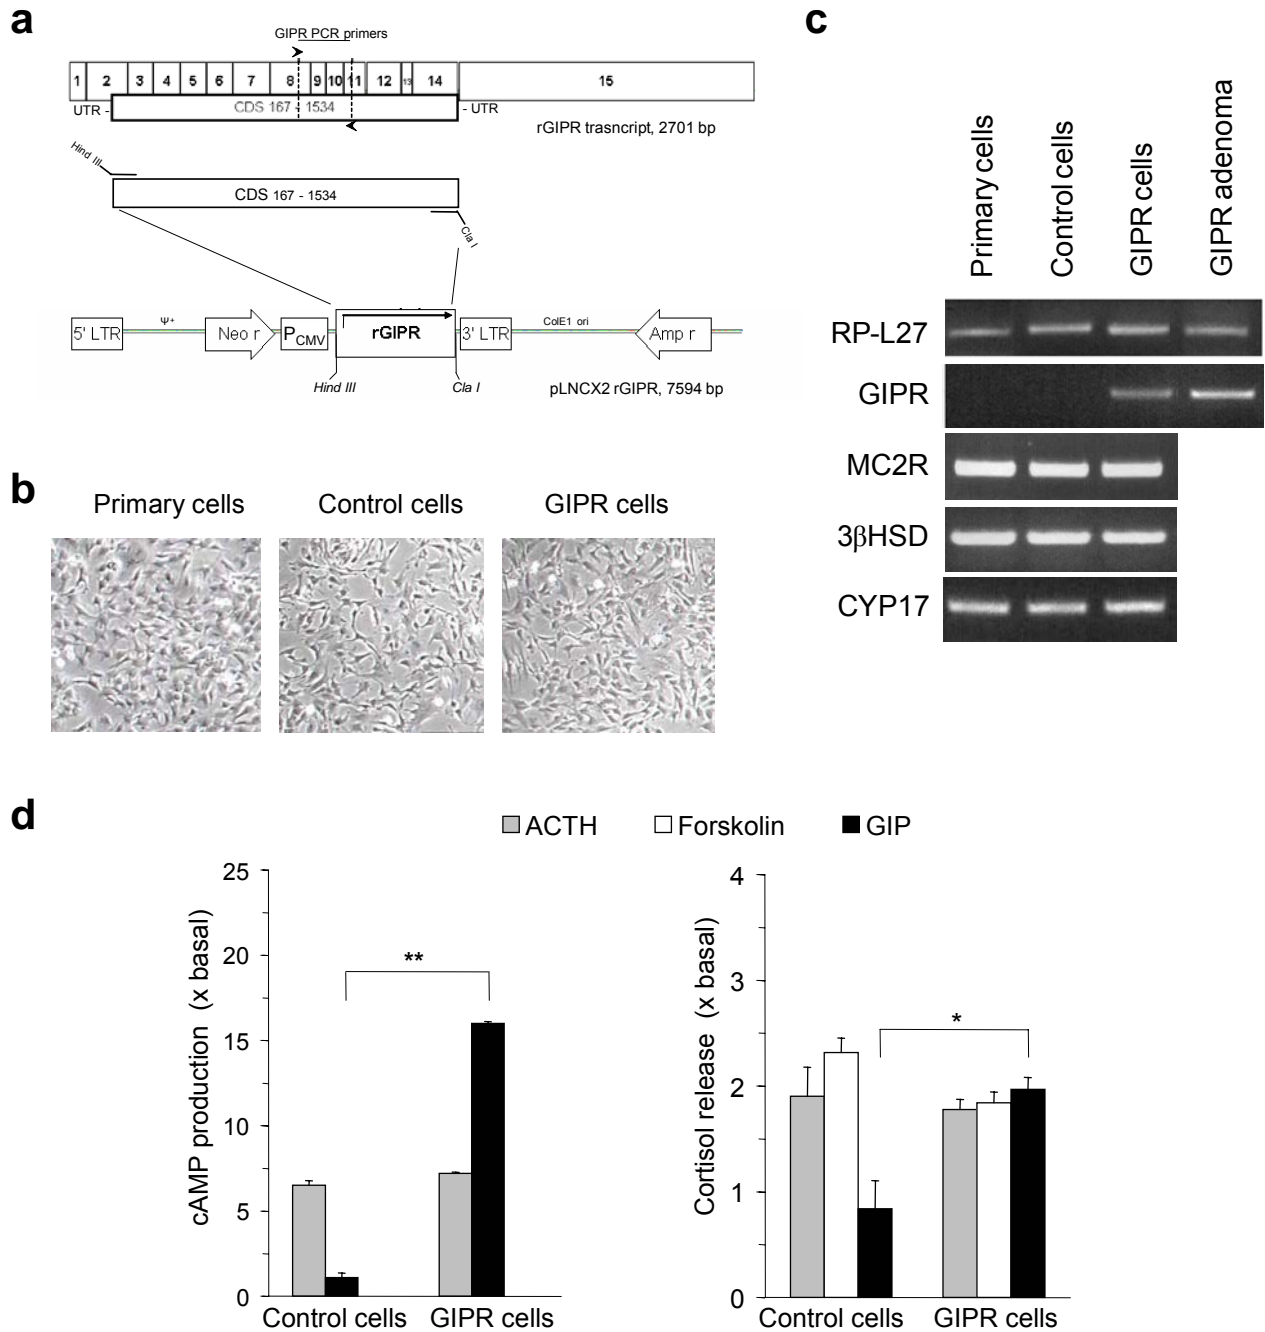 a
GIPR PCR primers
1 2 3 4 5 6 7 8 9 10 11 12 13 14 15
UTR - CDS 167 - 1534 - UTR
rGIPR trasncript, 2701 bp
Hind III
CDS 167 - 1534
Cla I
5' LTR Ψ+ Neo r PCMV rGIPR 3' LTR ColE1 ori Amp r
Hind III Cla I pLNCX2 rGIPR, 7594 bp
b
Primary cells Control cells GIPR cells
c
Primary cells
Control cells
GIPR cells
GIPR adenoma
RP-L27
GIPR
MC2R
3βHSD
CYP17
d
ACTH Forskolin GIP
cAMP production (x basal)
25
20
15
10
5
0
**
Control cells GIPR cells
Cortisol release (x basal)
4
3
2
1
0
*
Control cells GIPR cells